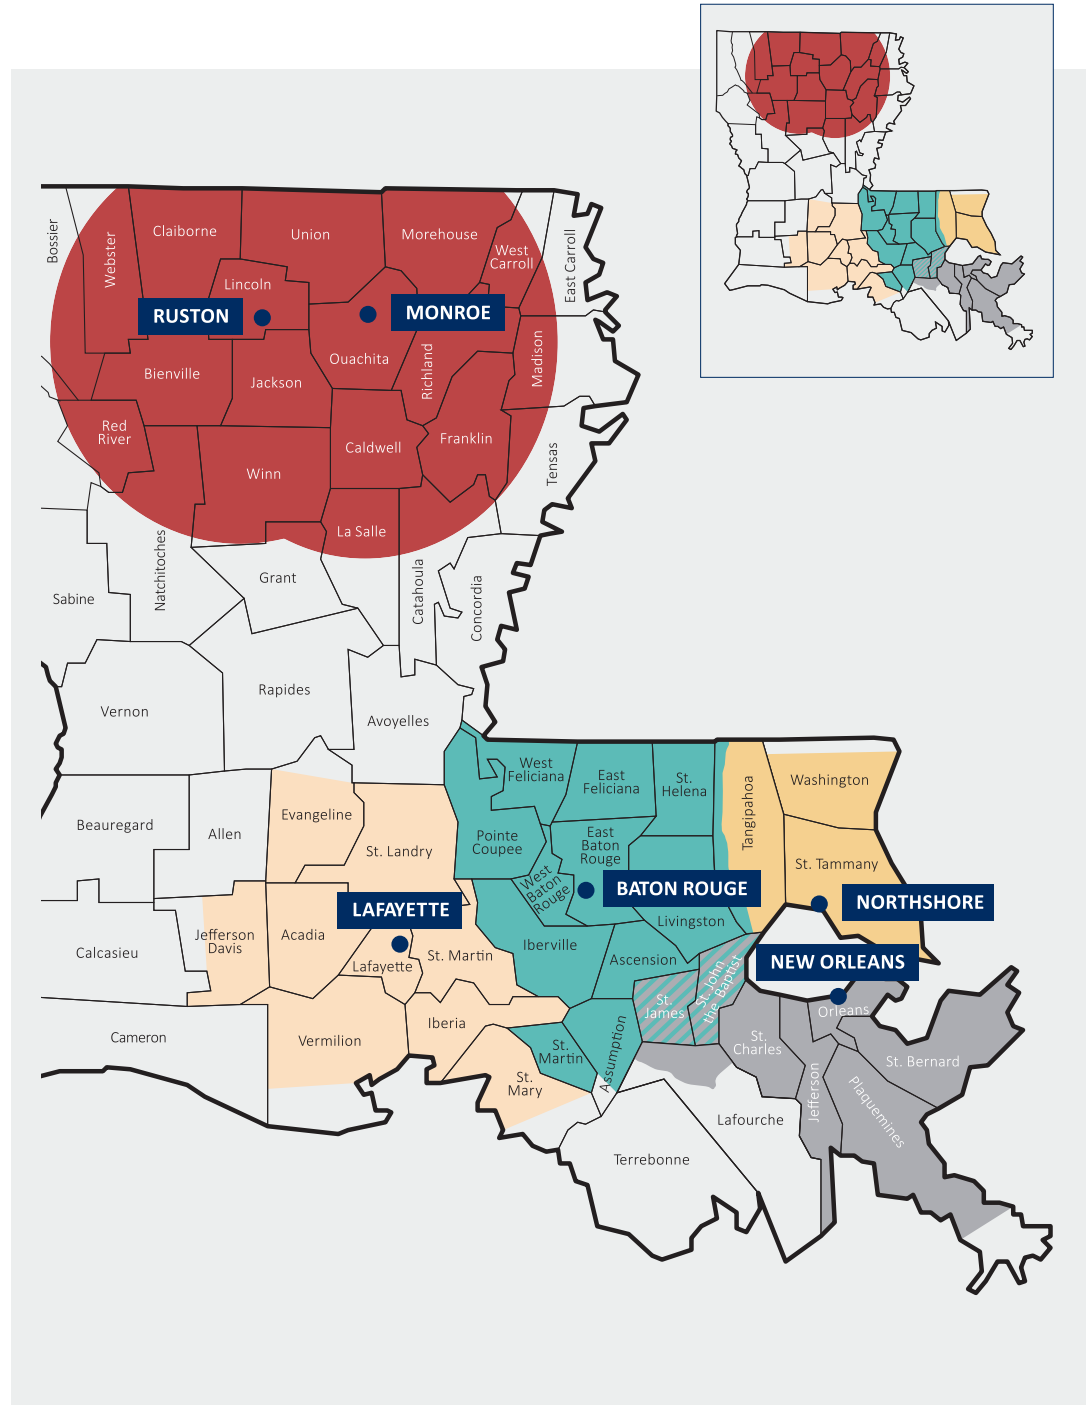 Bossier
Webster
Claiborne
Union
Morehouse
West
Carroll
East Carroll
Lincoln
RUSTON
MONROE
Ouachita
Richland
Madison
Bienville
Jackson
Red
River
Winn
Caldwell
Franklin
Tensas
La Salle
Natchitoches
Grant
Catahoula
Concordia
Sabine
Vernon
Rapides
Avoyelles
West
Feliciana
East
Feliciana
St.
Helena
Tangipahoa
Washington
Beauregard
Allen
Evangeline
St. Landry
Pointe
Coupee
East
Baton
Rouge
West
Baton
Rouge
BATON ROUGE
St. Tammany
NORTHSHORE
LAFAYETTE
Livingston
Jefferson
Davis
Acadia
Lafayette
St. Martin
Iberville
Ascension
NEW ORLEANS
Calcasieu
St.
James
St. John
the Baptist
Orleans
Cameron
Vermilion
Iberia
St.
Martin
Assumption
St.
Charles
St. Bernard
St.
Mary
Jefferson
Plaquemines
Lafourche
Terrebonne